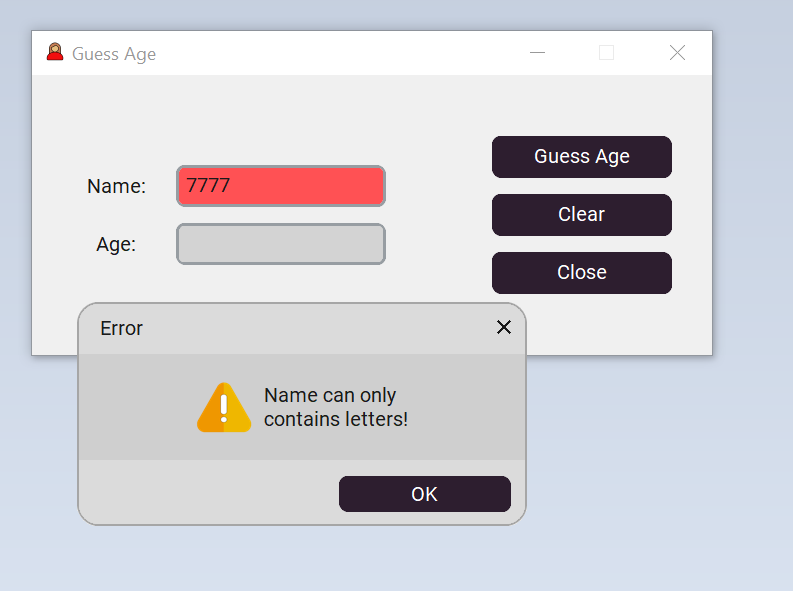 Guess Age
Name:
7777
Guess Age
Age:
Clear
Close
Error
Name can only
contains letters!
OK